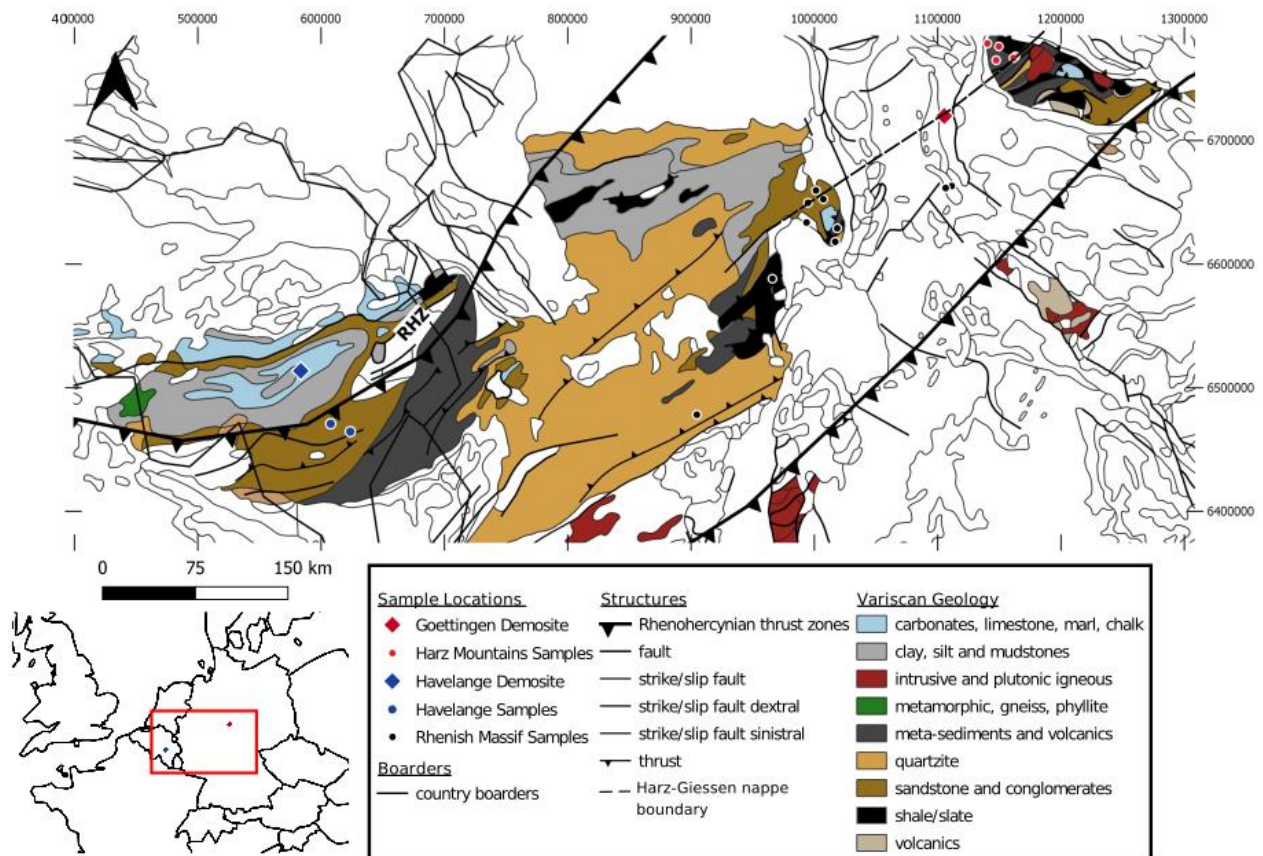 400000 500000 600000 700000 800000 900000 1000000 1100000 1200000 1300000
6700000
6600000
RHZ
6500000
6400000
0 75 150 km
Sample Locations
Goettingen Demosite
Harz Mountains Samples
Havelange Demosite
Havelange Samples
Rhenish Massif Samples
Boarders
country boarders
Structures
Rhenohercynian thrust zones
fault
strike/slip fault
strike/slip fault dextral
strike/slip fault sinistral
thrust
Harz-Giessen nappe
boundary
Variscan Geology
carbonates, limestone, marl, chalk
clay, silt and mudstones
intrusive and plutonic igneous
metamorphic, gneiss, phyllite
meta-sediments and volcanics
quartzite
sandstone and conglomerates
shale/slate
volcanics